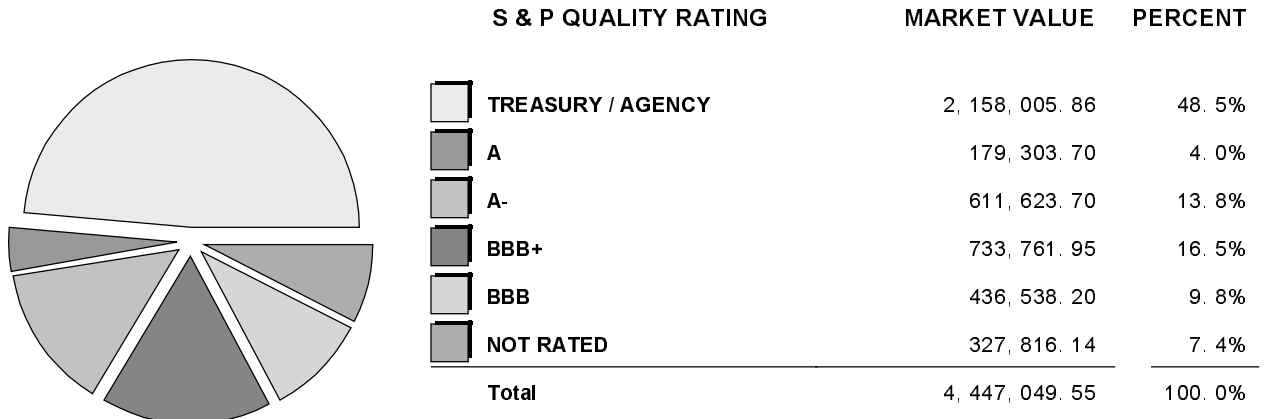 S & P QUALITY RATING MARKET VALUE PERCENT
TREASURY / AGENCY 2, 158, 005. 86 48. 5%
A 179, 303. 70 4. 0%
A- 611, 623. 70 13. 8%
BBB+ 733, 761. 95 16. 5%
BBB 436, 538. 20 9. 8%
NOT RATED 327, 816. 14 7. 4%
Total 4, 447, 049. 55 100. 0%